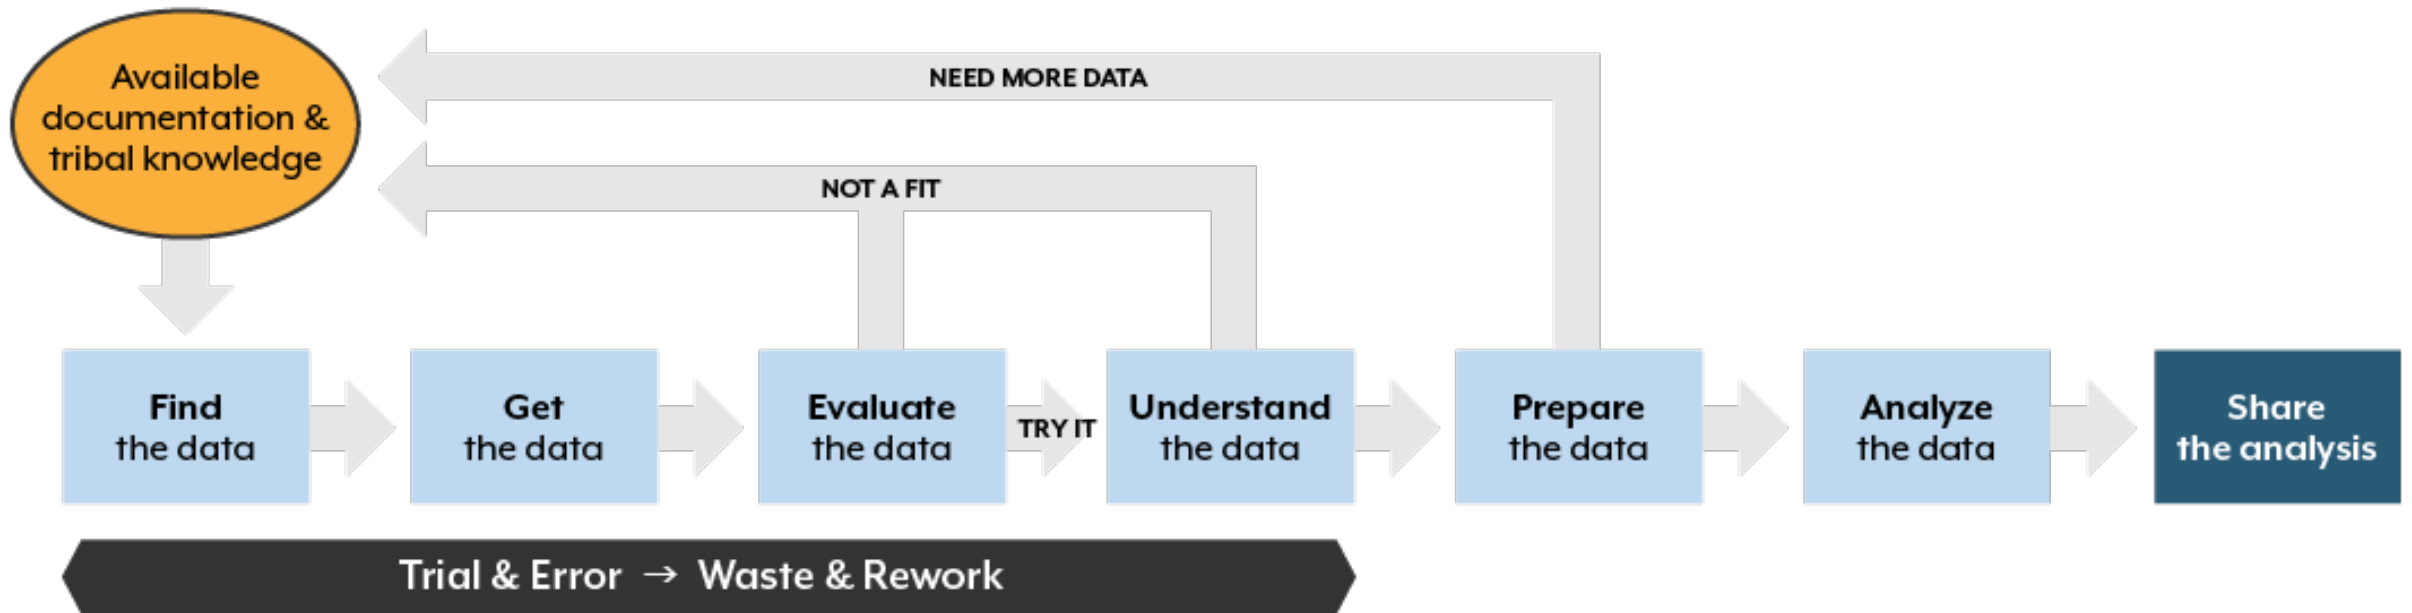 Available
documentation &
tribal knowledge
NEED MORE DATA
NOT A FIT
Find
the data
Get
the data
Evaluate
the data
TRY IT
Understand
the data
Prepare
the data
Analyze
the data
Share
the analysis
Trial & Error → Waste & Rework